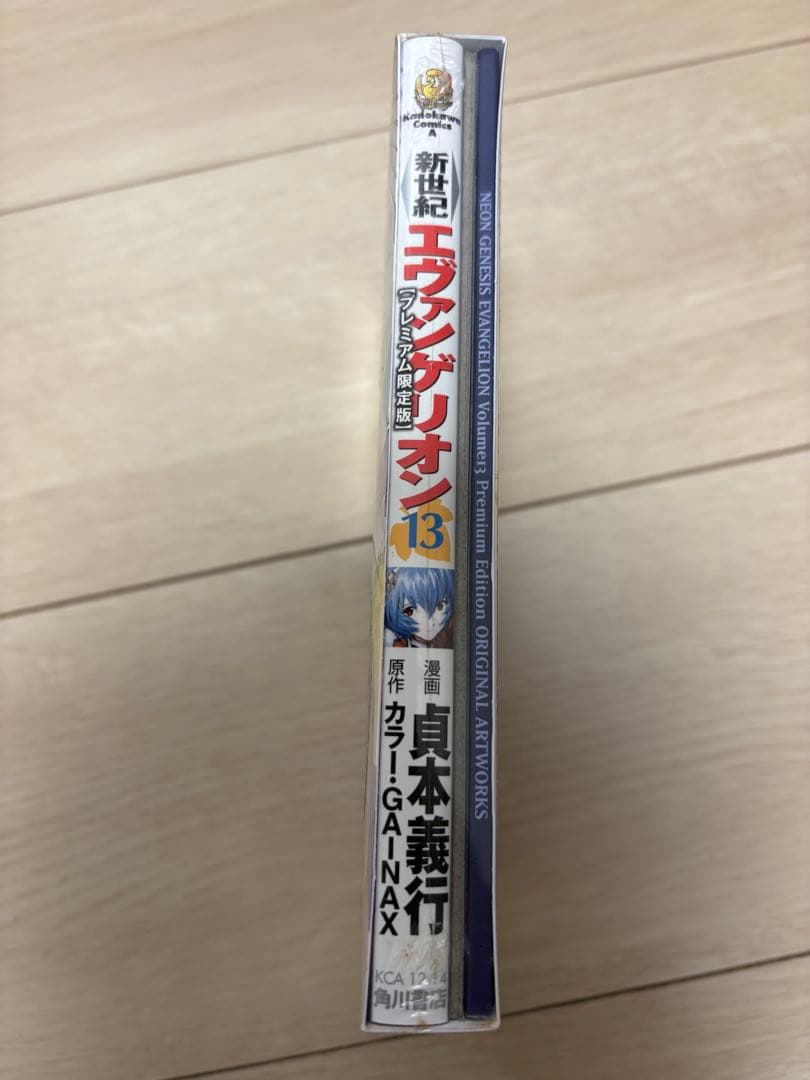 Kadokawa
Comics
A
新世紀
エヴァンゲリオン
【プレミアム限定版】
13
漫画
貞本義行
原作
カラー・GAINAX
KCA 12-14
角川書店
NEON GENESIS EVANGELION Volume13 Premium Edition ORIGINAL ARTWORKS